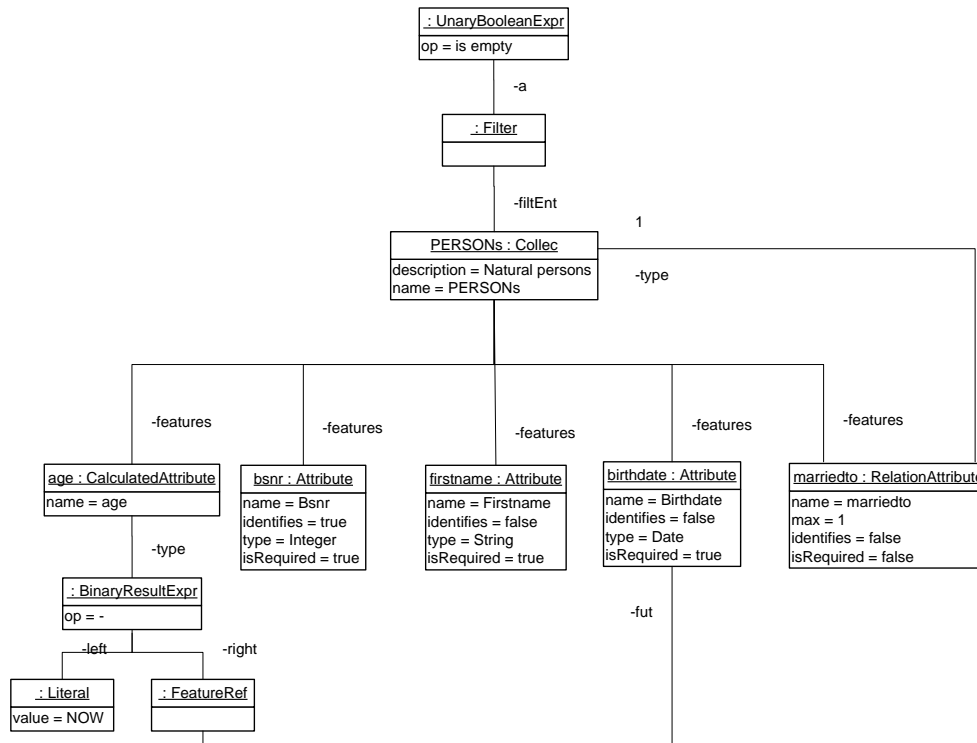 : UnaryBooleanExpr
op = is empty
-a
: Filter
-filtEnt
1
PERSONs : Collec
description = Natural persons
name = PERSONs
-type
-features
-features
-features
-features
-features
age : CalculatedAttribute
name = age
bsnr : Attribute
name = Bsnr
identifies = true
type = Integer
isRequired = true
firstname : Attribute
name = Firstname
identifies = false
type = String
isRequired = true
birthdate : Attribute
name = Birthdate
identifies = false
type = Date
isRequired = true
marriedto : RelationAttribute
name = marriedto
max = 1
identifies = false
isRequired = false
-type
: BinaryResultExpr
op = -
-fut
-left
-right
: Literal
value = NOW
: FeatureRef